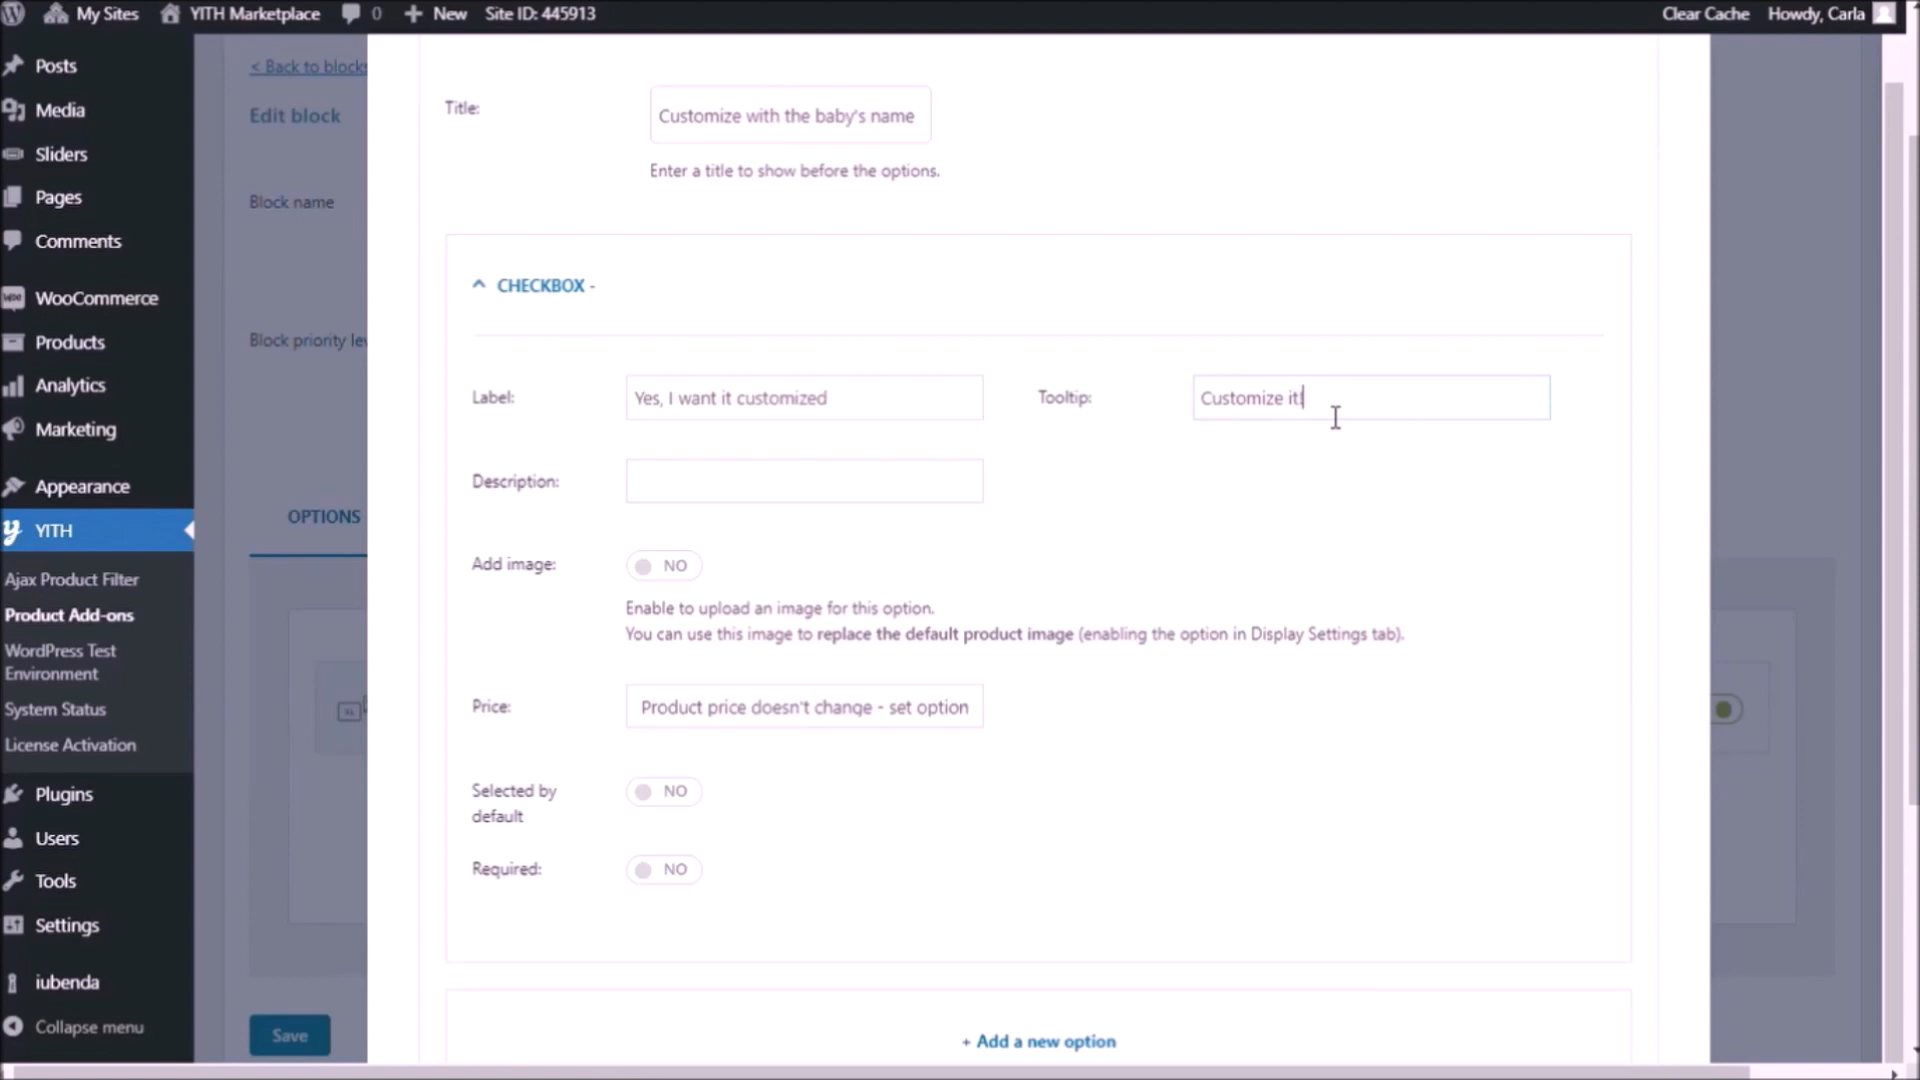 My Sites
YITH Marketplace
0
New
Site ID: 445913
Clear Cache
Howdy, Carla
Posts
Media
Sliders
Pages
Comments
WooCommerce
Products
Analytics
Marketing
Appearance
YITH
Ajax Product Filter
Product Add-ons
WordPress Test
Environment
System Status
License Activation
Plugins
Users
Tools
Settings
iubenda
Collapse menu
< Back to blocks
Edit block
Block name
Block priority lev
OPTIONS
Save
Title:
Customize with the baby's name
Enter a title to show before the options.
CHECKBOX -
Label:
Yes, I want it customized
Tooltip:
Customize it!
Description:
Add image:
NO
Enable to upload an image for this option.
You can use this image to replace the default product image (enabling the option in Display Settings tab).
Price:
Product price doesn't change - set option
Selected by
default
NO
Required:
NO
+ Add a new option